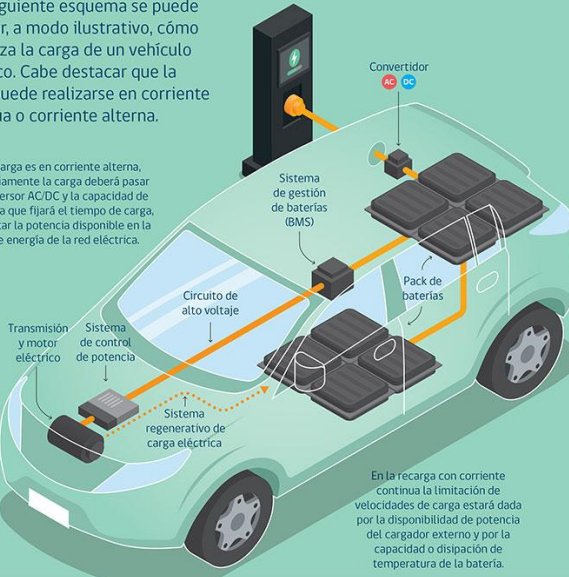 guiente esquema se puede
r, a modo ilustrativo, cómo
za la carga de un vehículo
co. Cabe destacar que la
uede realizarse en corriente
ua o corriente alterna.
arga es en corriente alterna,
iamente la carga deberá pasar
ersor AC/DC y la capacidad de
a que fijará el tiempo de carga,
tar la potencia disponible en la
e energía de la red eléctrica.
Convertidor
AC DC
Sistema
de gestión
de baterías
(BMS)
Pack de
baterías
Circuito de
alto voltaje
Transmisión
y motor
eléctrico
Sistema
de control
de potencia
Sistema
regenerativo de
carga eléctrica
En la recarga con corriente
continua la limitación de
velocidades de carga estará dada
por la disponibilidad de potencia
del cargador externo y por la
capacidad o disipación de
temperatura de la batería.